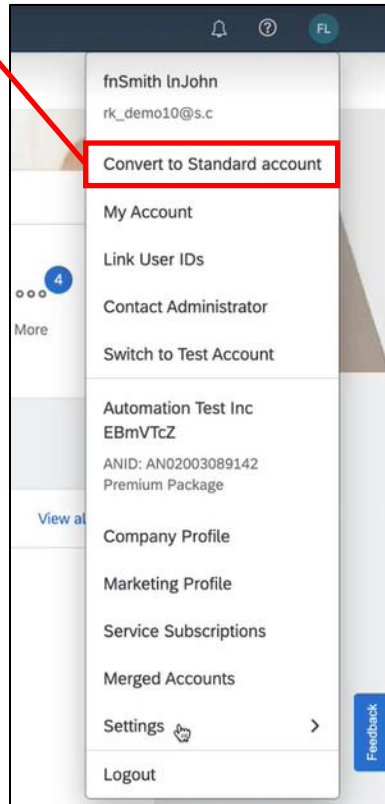 FL
fnSmith lnJohn
rk_demo10@s.c
Convert to Standard account
My Account
Link User IDs
4
More
Contact Administrator
Switch to Test Account
Automation Test Inc
EBmVTcZ
ANID: AN02003089142
Premium Package
View al
Company Profile
Marketing Profile
Service Subscriptions
Merged Accounts
Settings
Feedback
Logout